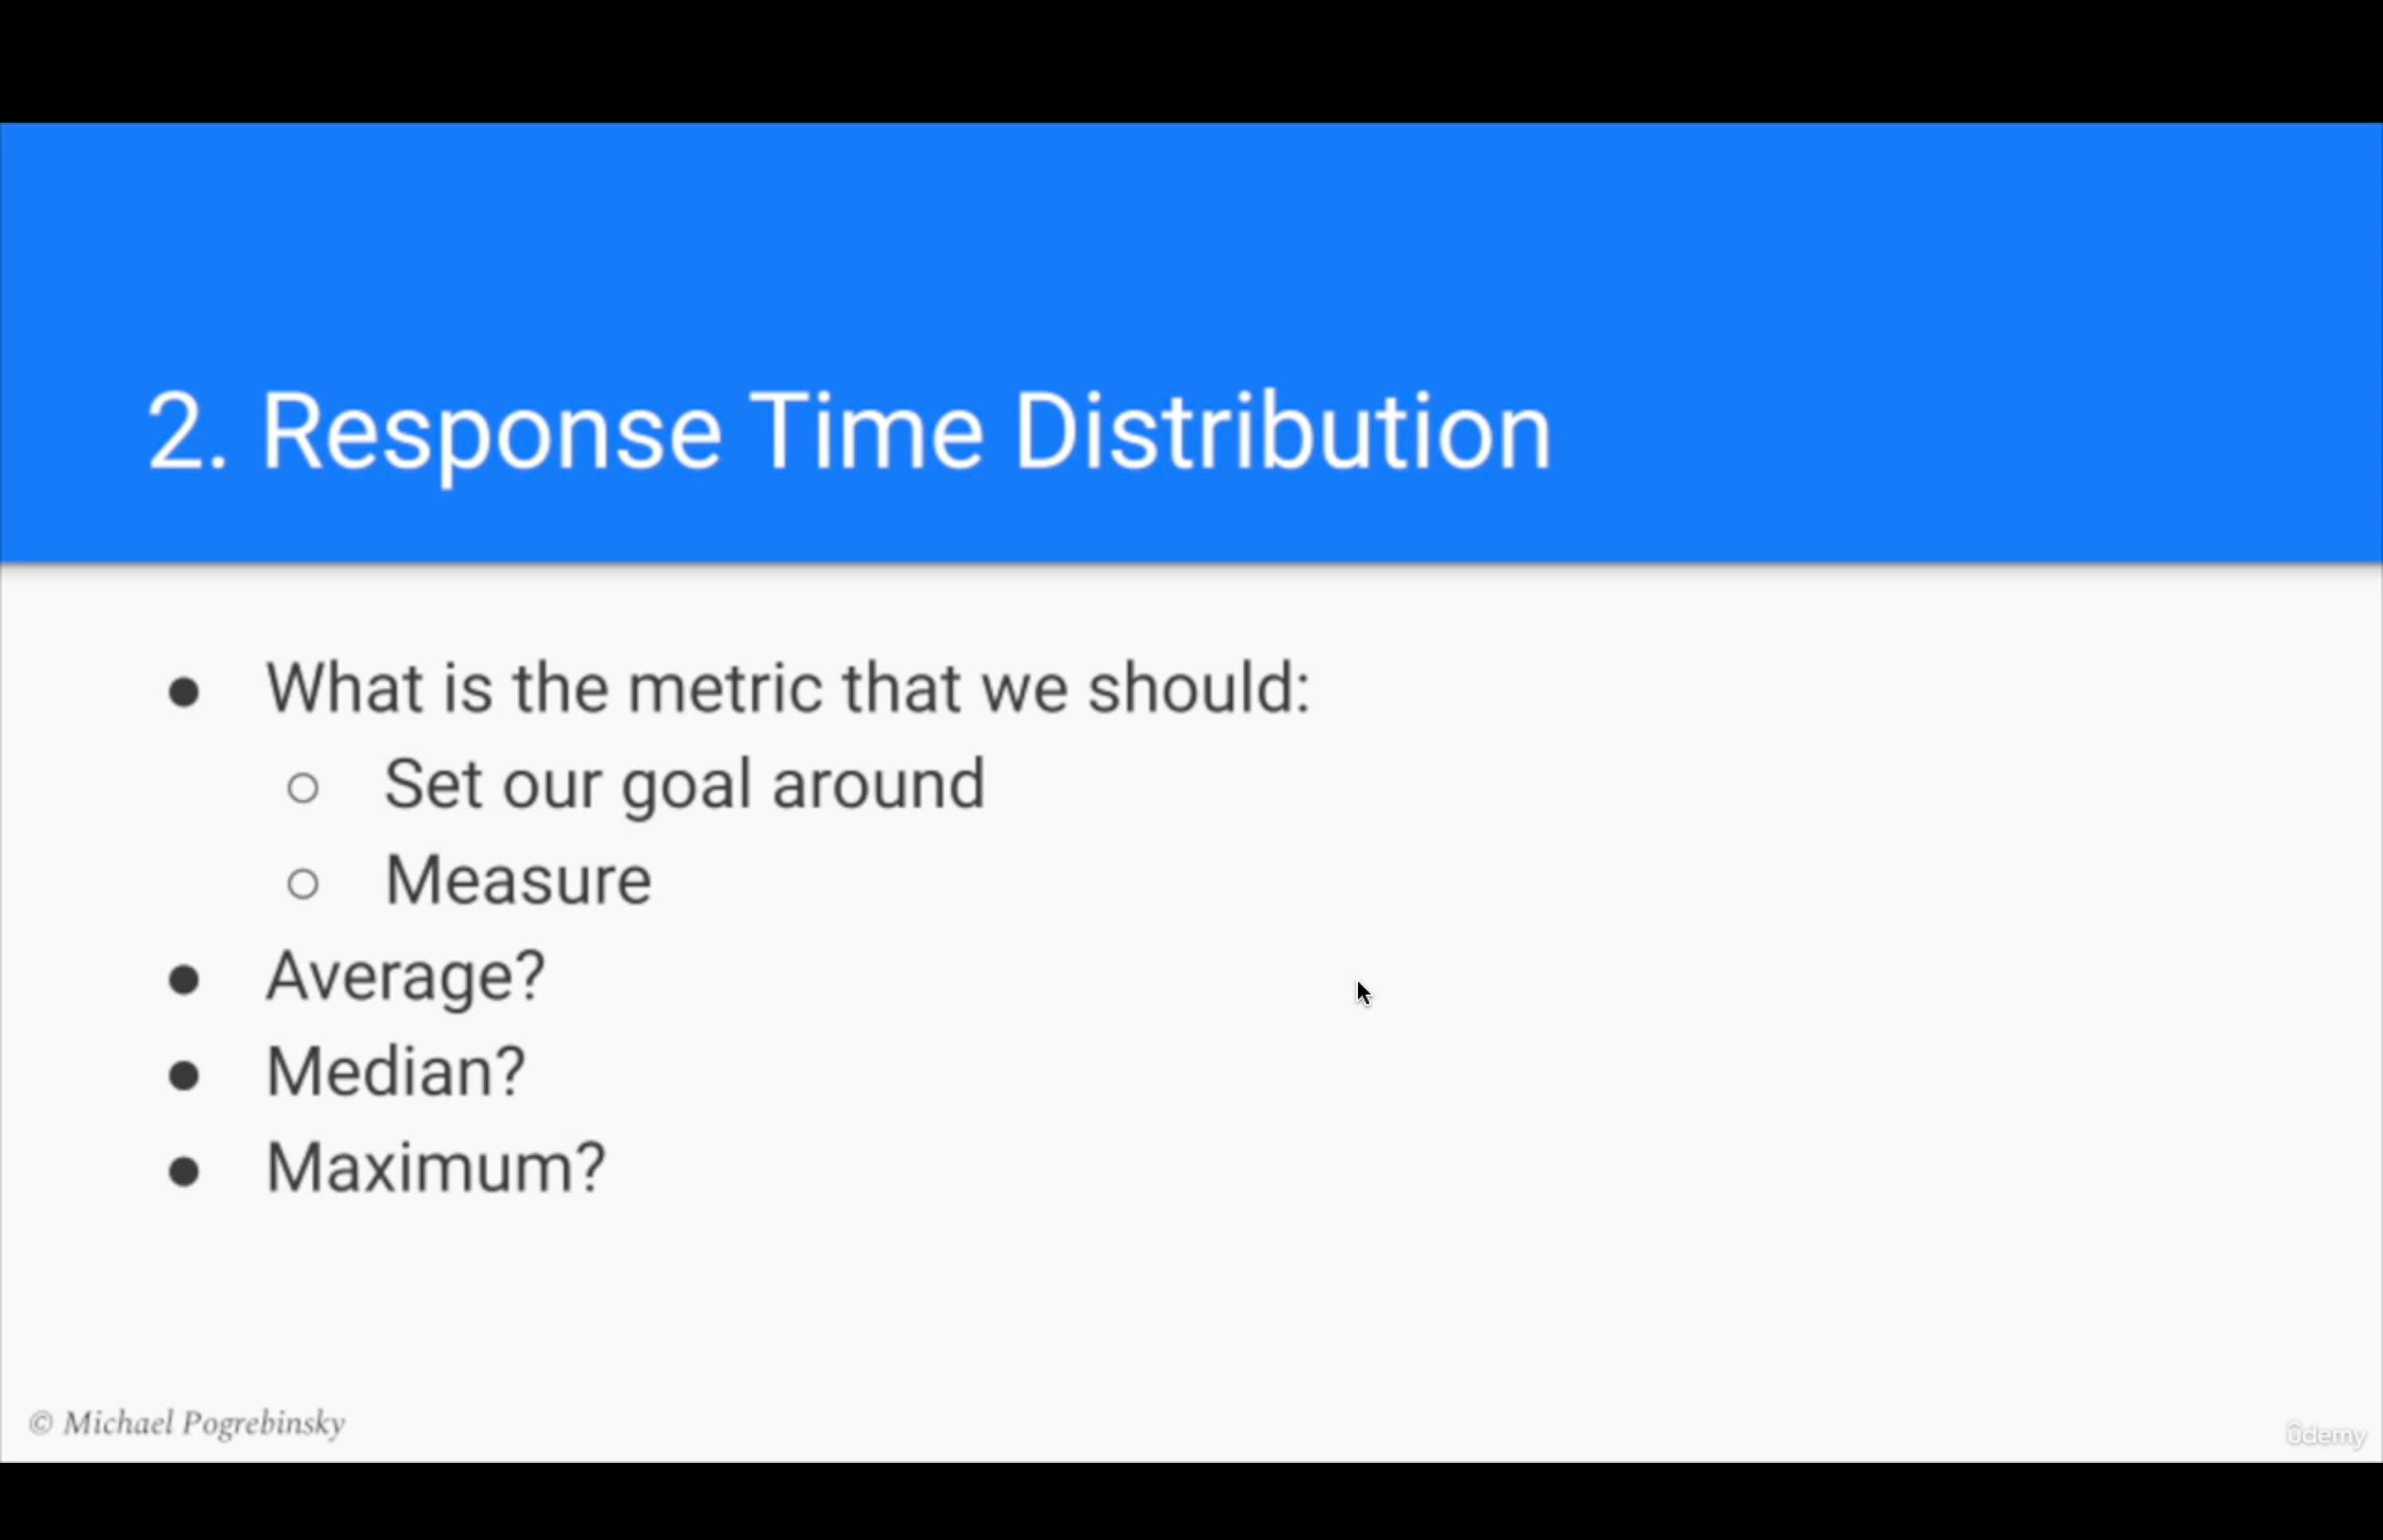 2. Response Time Distribution
● What is the metric that we should:
○ Set our goal around
○ Measure
● Average?
● Median?
● Maximum?
© Michael Pogrebinsky
ûdemy